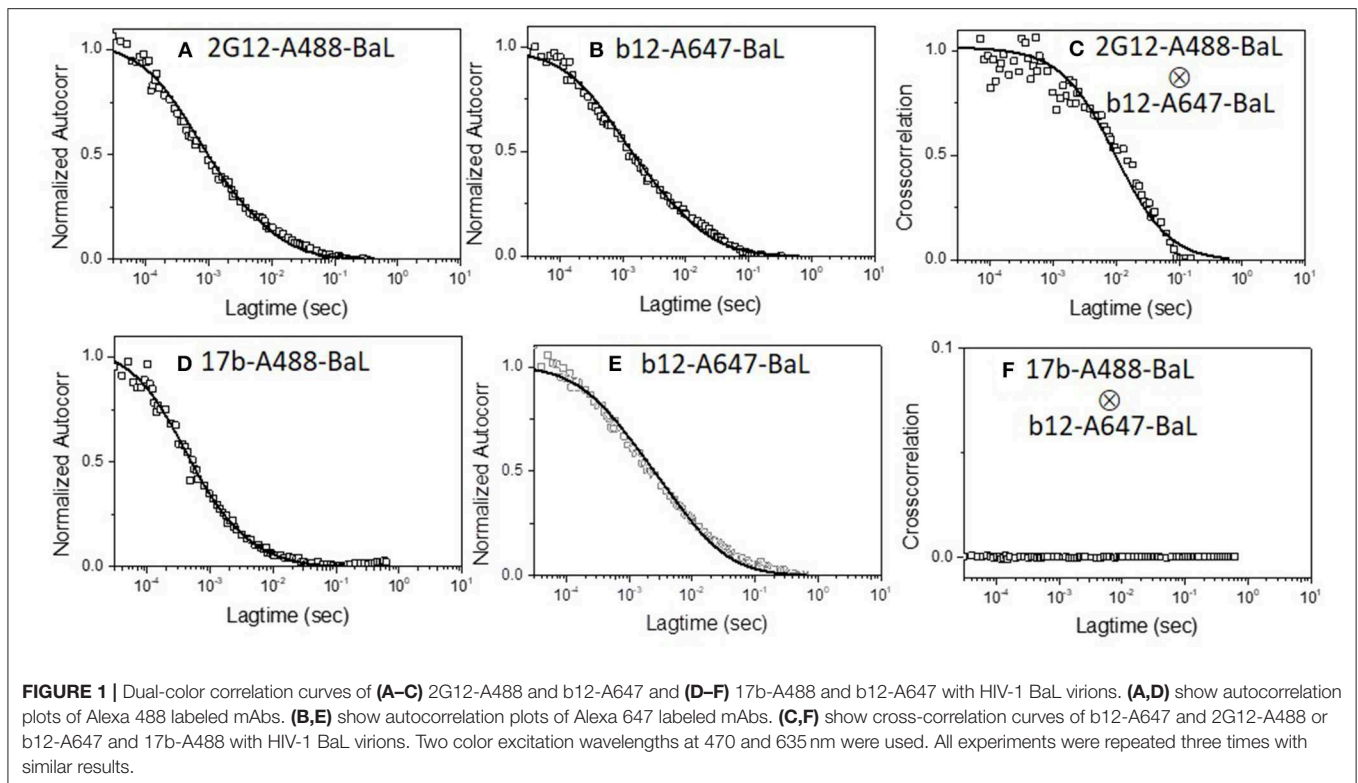 A 2G12-A488-BaL
Normalized Autocorr
1.0
0.5
0.0
10⁻⁴ 10⁻³ 10⁻² 10⁻¹ 10⁰ 10¹
Lagtime (sec)
B b12-A647-BaL
Normalized Autocorr
1.0
0.5
0.0
10⁻⁴ 10⁻³ 10⁻² 10⁻¹ 10⁰ 10¹
Lagtime (sec)
C 2G12-A488-BaL
⊗
b12-A647-BaL
Crosscorrelation
1.0
0.5
0.0
10⁻⁴ 10⁻³ 10⁻² 10⁻¹ 10⁰ 10¹
Lagtime (sec)
D 17b-A488-BaL
Normalized Autocorr
1.0
0.5
0.0
10⁻⁴ 10⁻³ 10⁻² 10⁻¹ 10⁰ 10¹
Lagtime (sec)
E b12-A647-BaL
Normalized Autocorr
1.0
0.5
0.0
10⁻⁴ 10⁻³ 10⁻² 10⁻¹ 10⁰ 10¹
Lagtime (sec)
F 17b-A488-BaL
⊗
b12-A647-BaL
Crosscorrelation
0.1
0.0
10⁻⁴ 10⁻³ 10⁻² 10⁻¹ 10⁰ 10¹
Lagtime (sec)
FIGURE 1 | Dual-color correlation curves of (A–C) 2G12-A488 and b12-A647 and (D–F) 17b-A488 and b12-A647 with HIV-1 BaL virions. (A,D) show autocorrelation
plots of Alexa 488 labeled mAbs. (B,E) show autocorrelation plots of Alexa 647 labeled mAbs. (C,F) show cross-correlation curves of b12-A647 and 2G12-A488 or
b12-A647 and 17b-A488 with HIV-1 BaL virions. Two color excitation wavelengths at 470 and 635 nm were used. All experiments were repeated three times with
similar results.